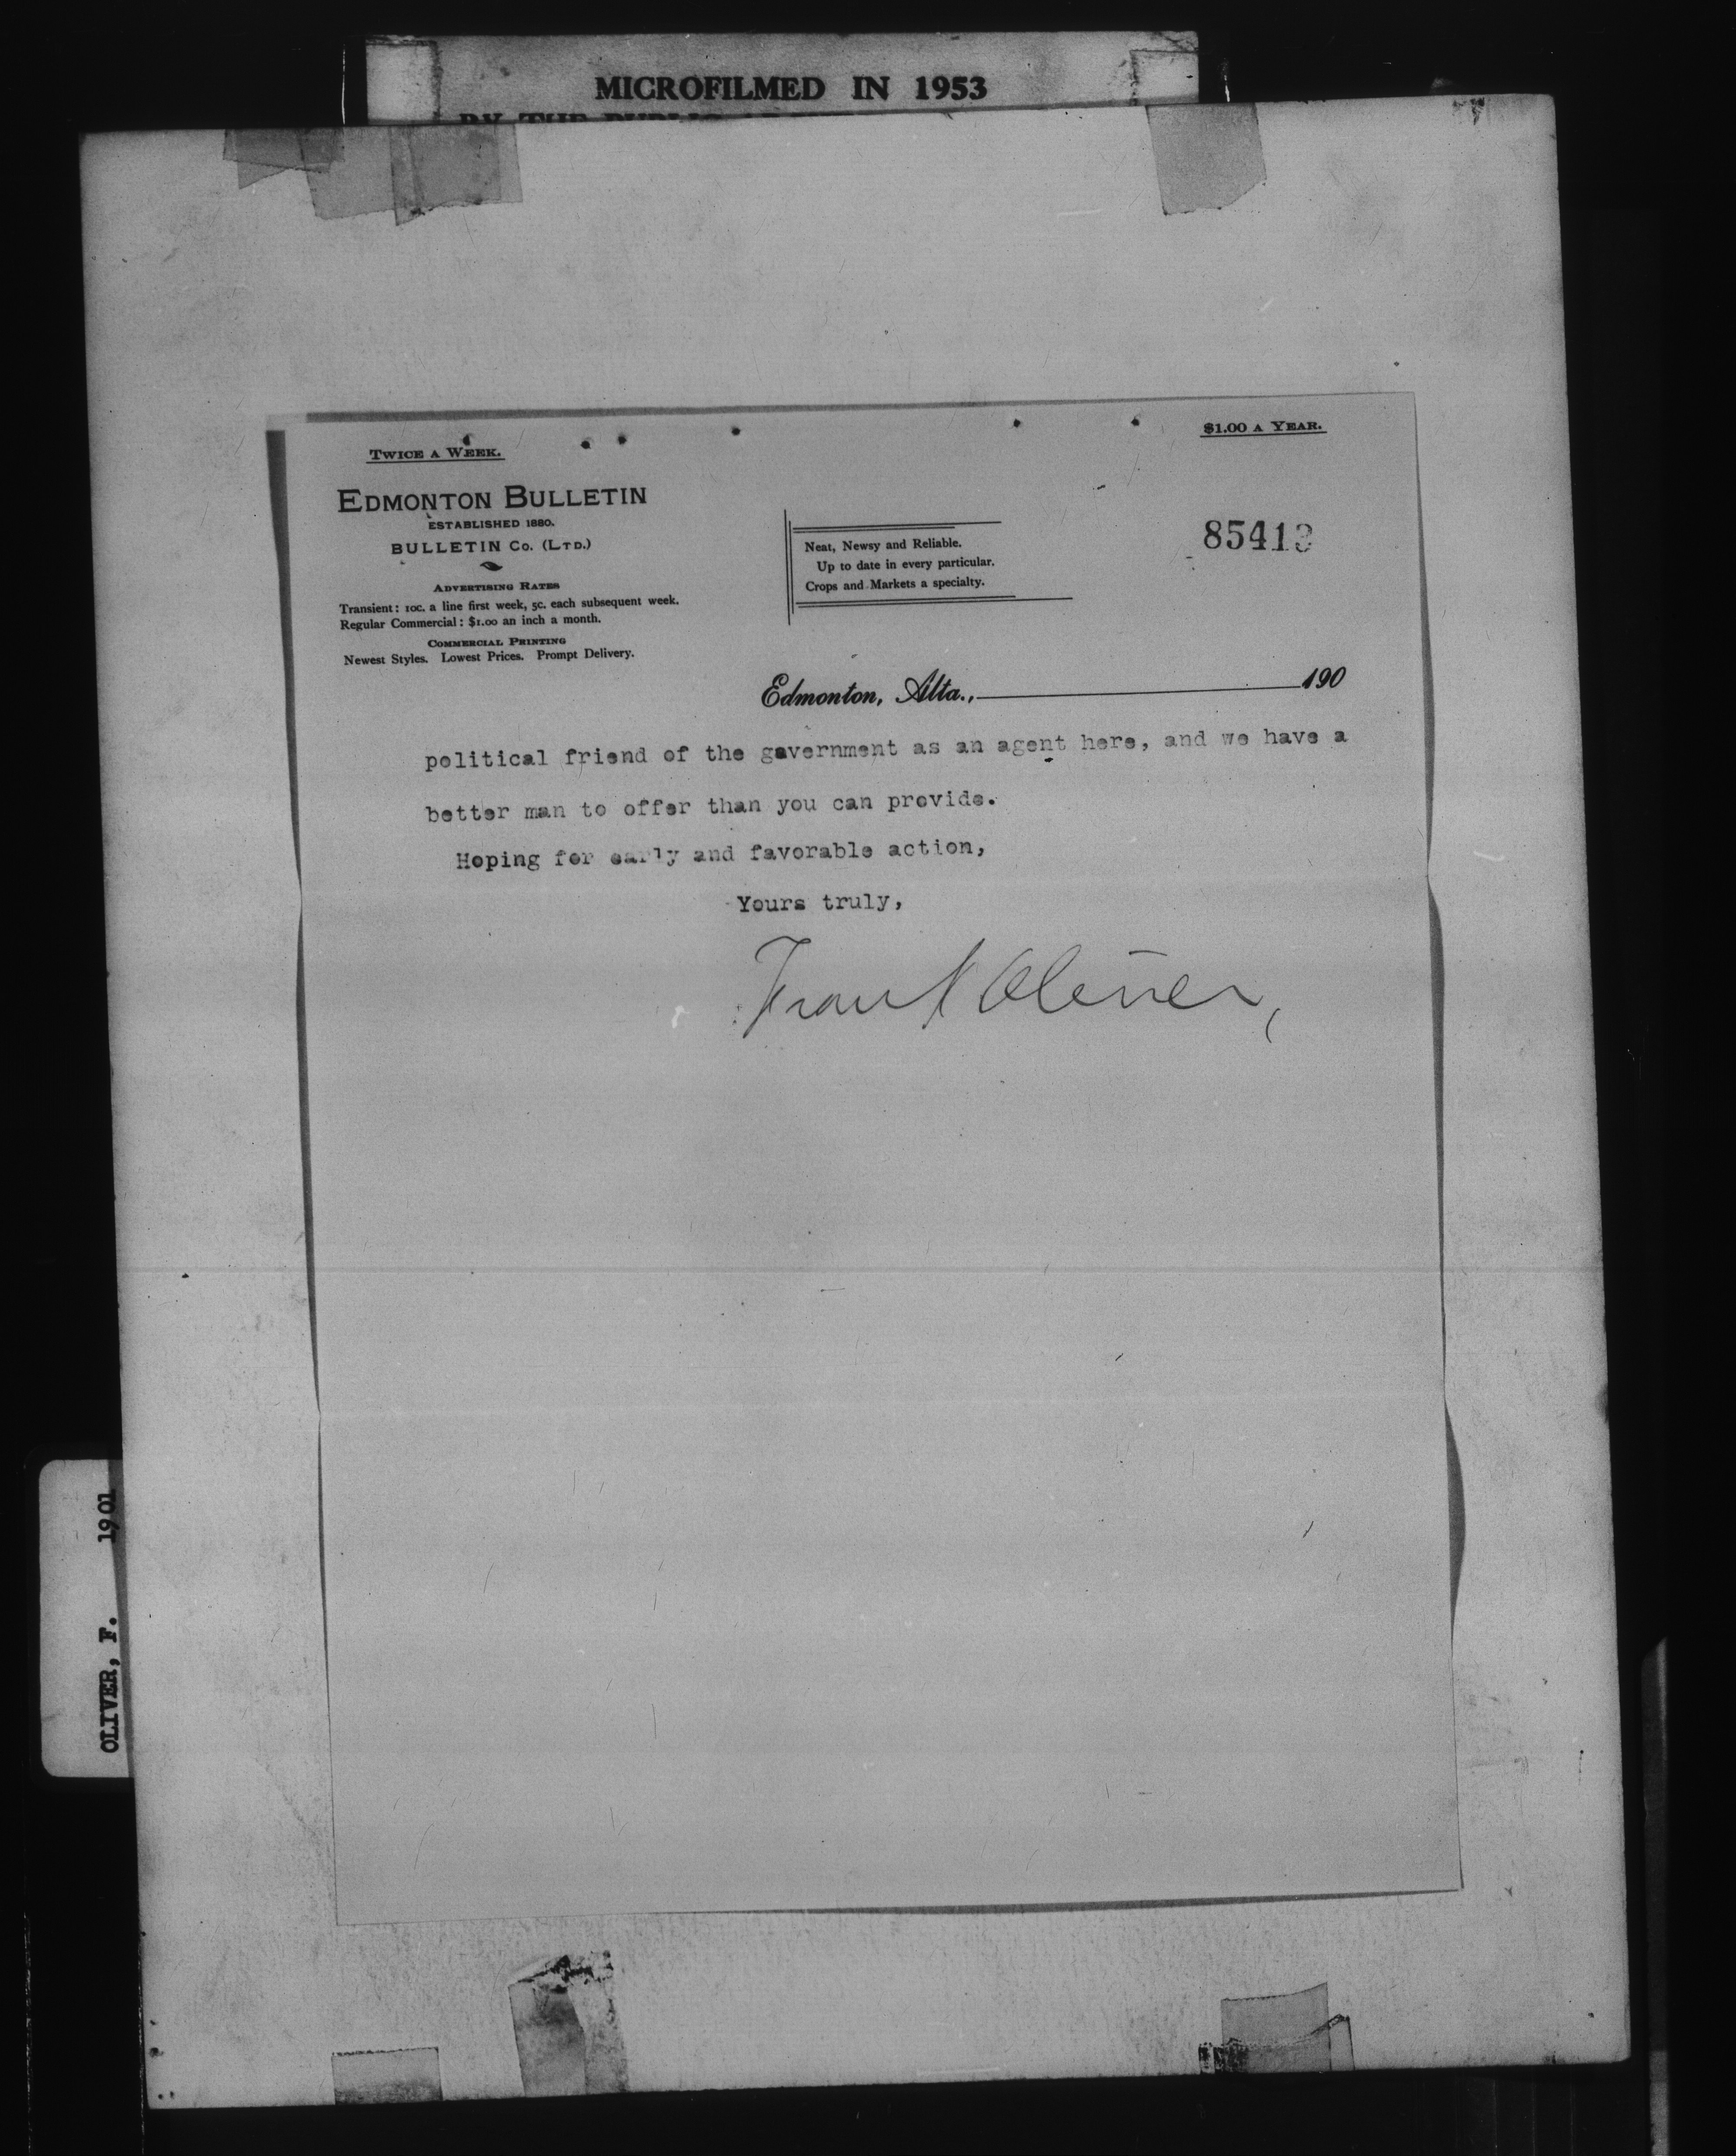 MICROFILMED IN 1953
BY THE PUBLIC
TWICE A WEEK.
$1.00 A YEAR.
EDMONTON BULLETIN
ESTABLISHED 1880.
BULLETIN Co. (LTD.)
ADVERTISING RATES
Transient: 10c. a line first week, 5c. each subsequent week.
Regular Commercial: $1.00 an inch a month.
COMMERCIAL PRINTING
Newest Styles. Lowest Prices. Prompt Delivery.
Neat, Newsy and Reliable.
Up to date in every particular.
Crops and Markets a specialty.
85413
Edmonton, Alta., 190
political friend of the government as an agent here, and we have a
better man to offer than you can provide.
Hoping for early and favorable action,
Yours truly,
Frank Oliver,
OLIVER, F. 1901